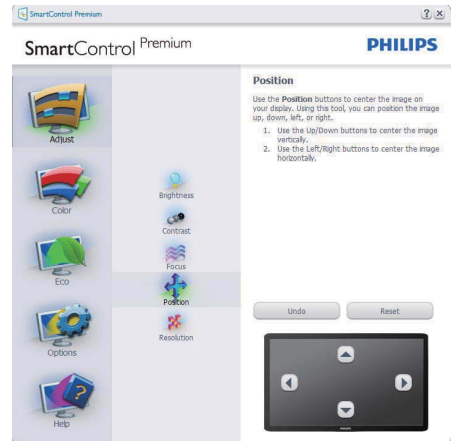 SmartControl Premium
SmartControl Premium
PHILIPS
Adjust
Color
Eco
Options
Help
Brightness
Contrast
Focus
Position
Resolution
Position
Use the Position buttons to center the image on
your display. Using this tool, you can position the image
up, down, left, or right.
1. Use the Up/Down buttons to center the image
vertically.
2. Use the Left/Right buttons to center the image
horizontally.
Undo
Reset
PHILIPS